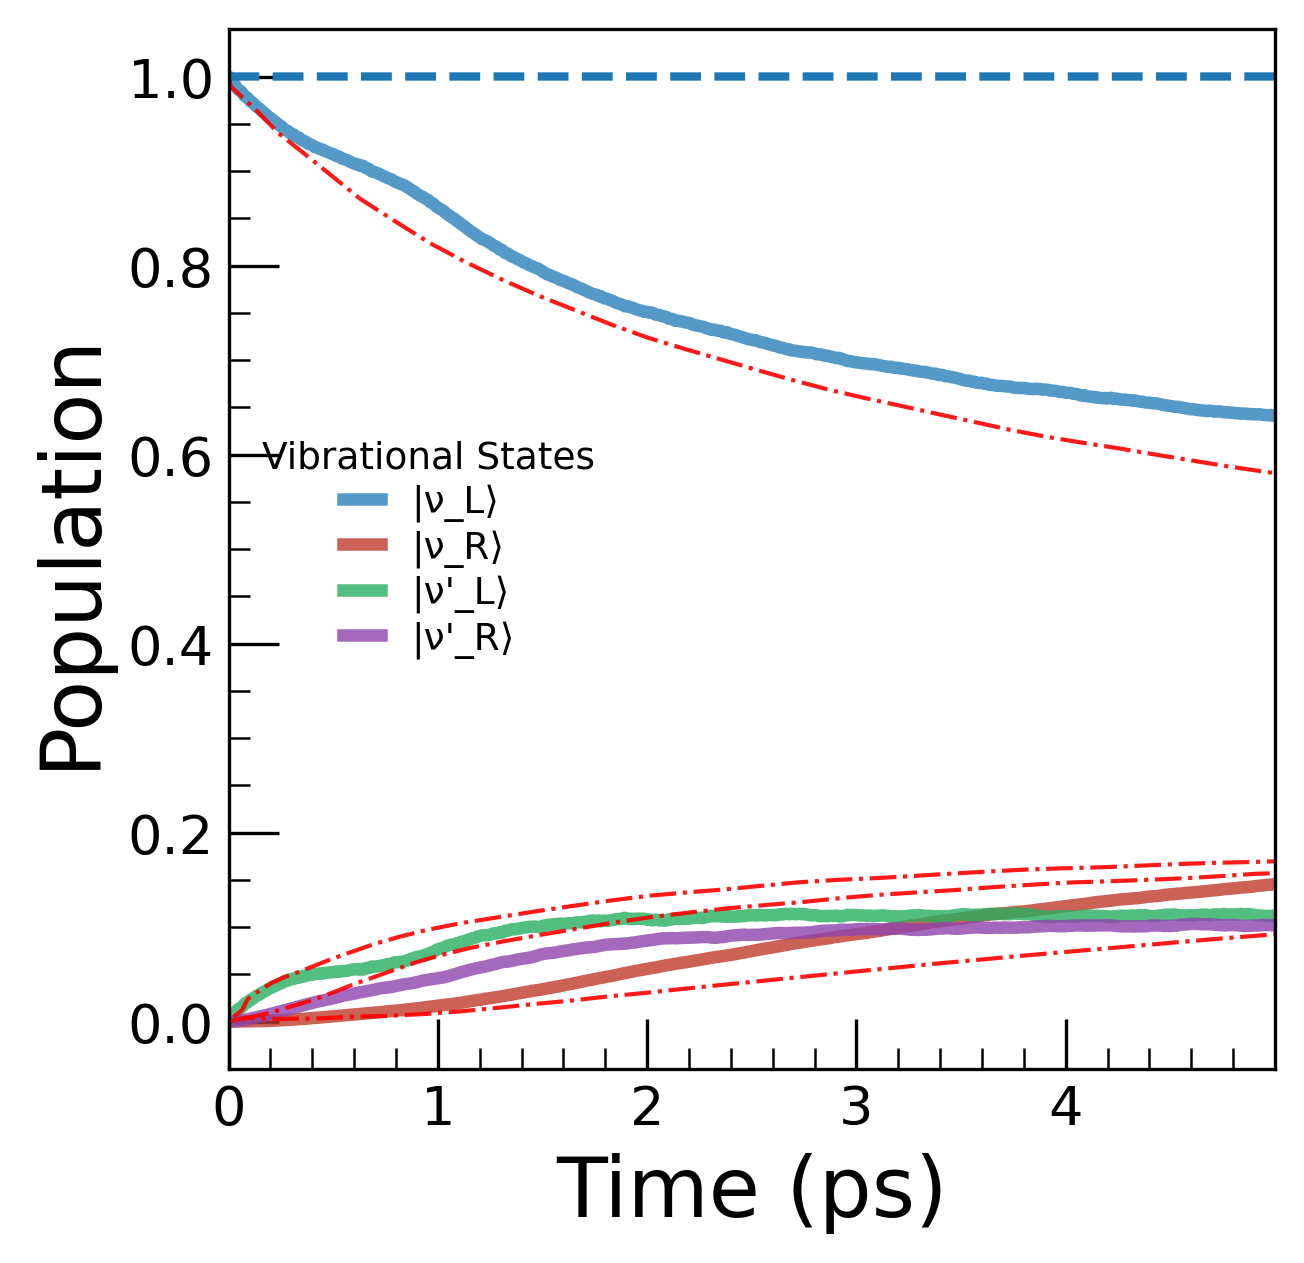 Population
1.0
0.8
0.6
0.4
0.2
0.0
Vibrational States
|ν_L⟩
|ν_R⟩
|ν'_L⟩
|ν'_R⟩
0 1 2 3 4
Time (ps)